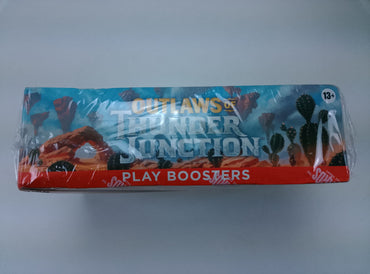 OUTLAWS OF
THUNDER
JUNCTION
13+
PLAY BOOSTERS